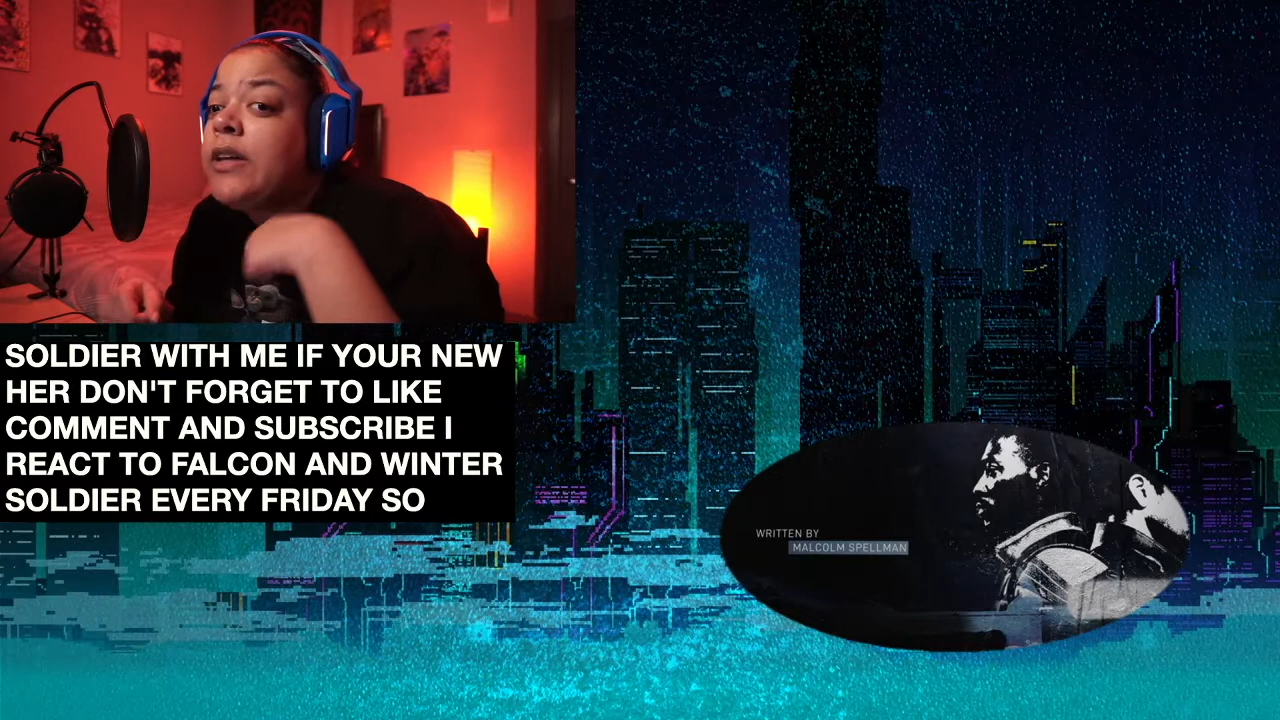 SOLDIER WITH ME IF YOUR NEW
HER DON'T FORGET TO LIKE
COMMENT AND SUBSCRIBE I
REACT TO FALCON AND WINTER
SOLDIER EVERY FRIDAY SO
WRITTEN BY
MALCOLM SPELLMAN